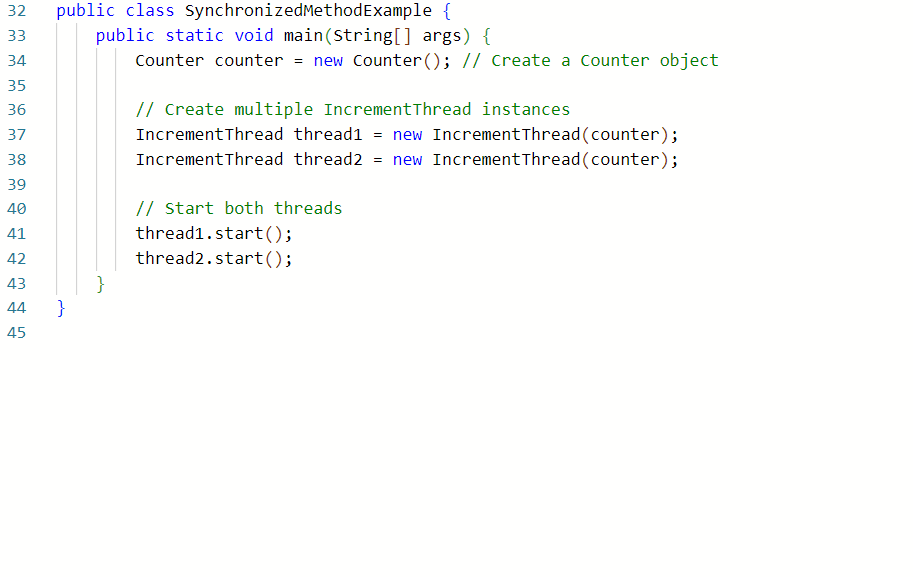 32 public class SynchronizedMethodExample {
33 public static void main(String[] args) {
34 Counter counter = new Counter(); // Create a Counter object
35
36 // Create multiple IncrementThread instances
37 IncrementThread thread1 = new IncrementThread(counter);
38 IncrementThread thread2 = new IncrementThread(counter);
39
40 // Start both threads
41 thread1.start();
42 thread2.start();
43 }
44 }
45